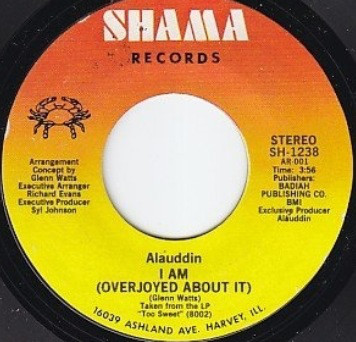 SHAMA
RECORDS
Arrangement
Concept by
Glenn Watts
Executive Arranger
Richard Evans
Executive Producer
Syl Johnson
STEREO
SH-1238
AR-001
Time: 3:56
Publishers:
BADIAH
PUBLISHING CO.
BMI
Exclusive Producer
Alauddin
Alauddin
I AM
(OVERJOYED ABOUT IT)
(Glenn Watts)
Taken from the LP
"Too Sweet" (8002)
16039 ASHLAND AVE. HARVEY, ILL.